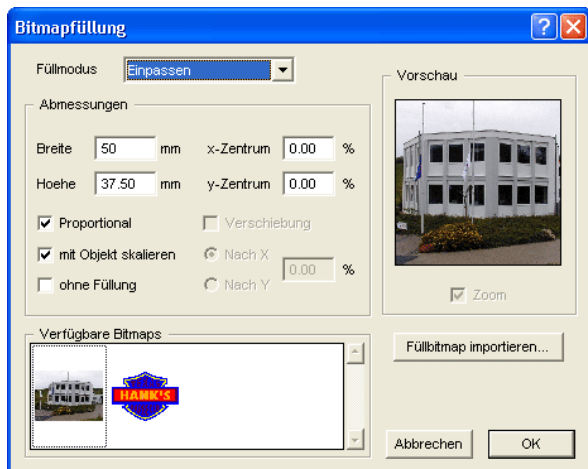 Bitmapfüllung
Füllmodus Einpassen
Abmessungen
Breite 50 mm x-Zentrum 0.00 %
Hoehe 37.50 mm y-Zentrum 0.00 %
Proportional Verschiebung
mit Objekt skalieren Nach X
0.00 %
ohne Füllung Nach Y
Vorschau
Zoom
Verfügbare Bitmaps
HANK'S
Füllbitmap importieren...
Abbrechen OK